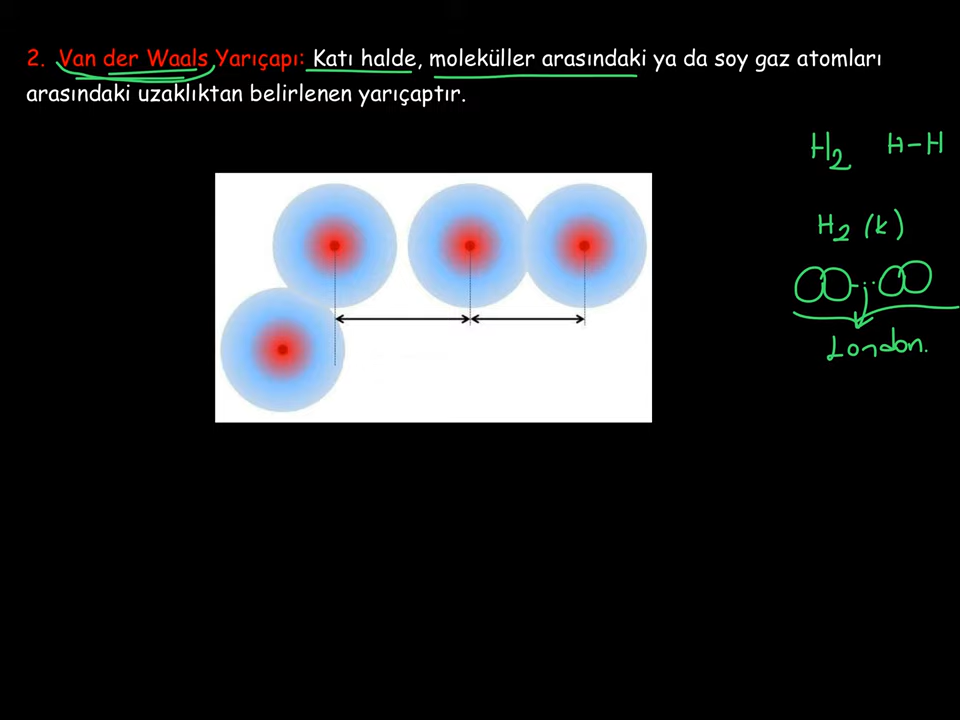 2. Van der Waals Yarıçapı: Katı halde, moleküller arasındaki ya da soy gaz atomları
arasındaki uzaklıktan belirlenen yarıçaptır.
H2 H-H
H2 (k)
London.